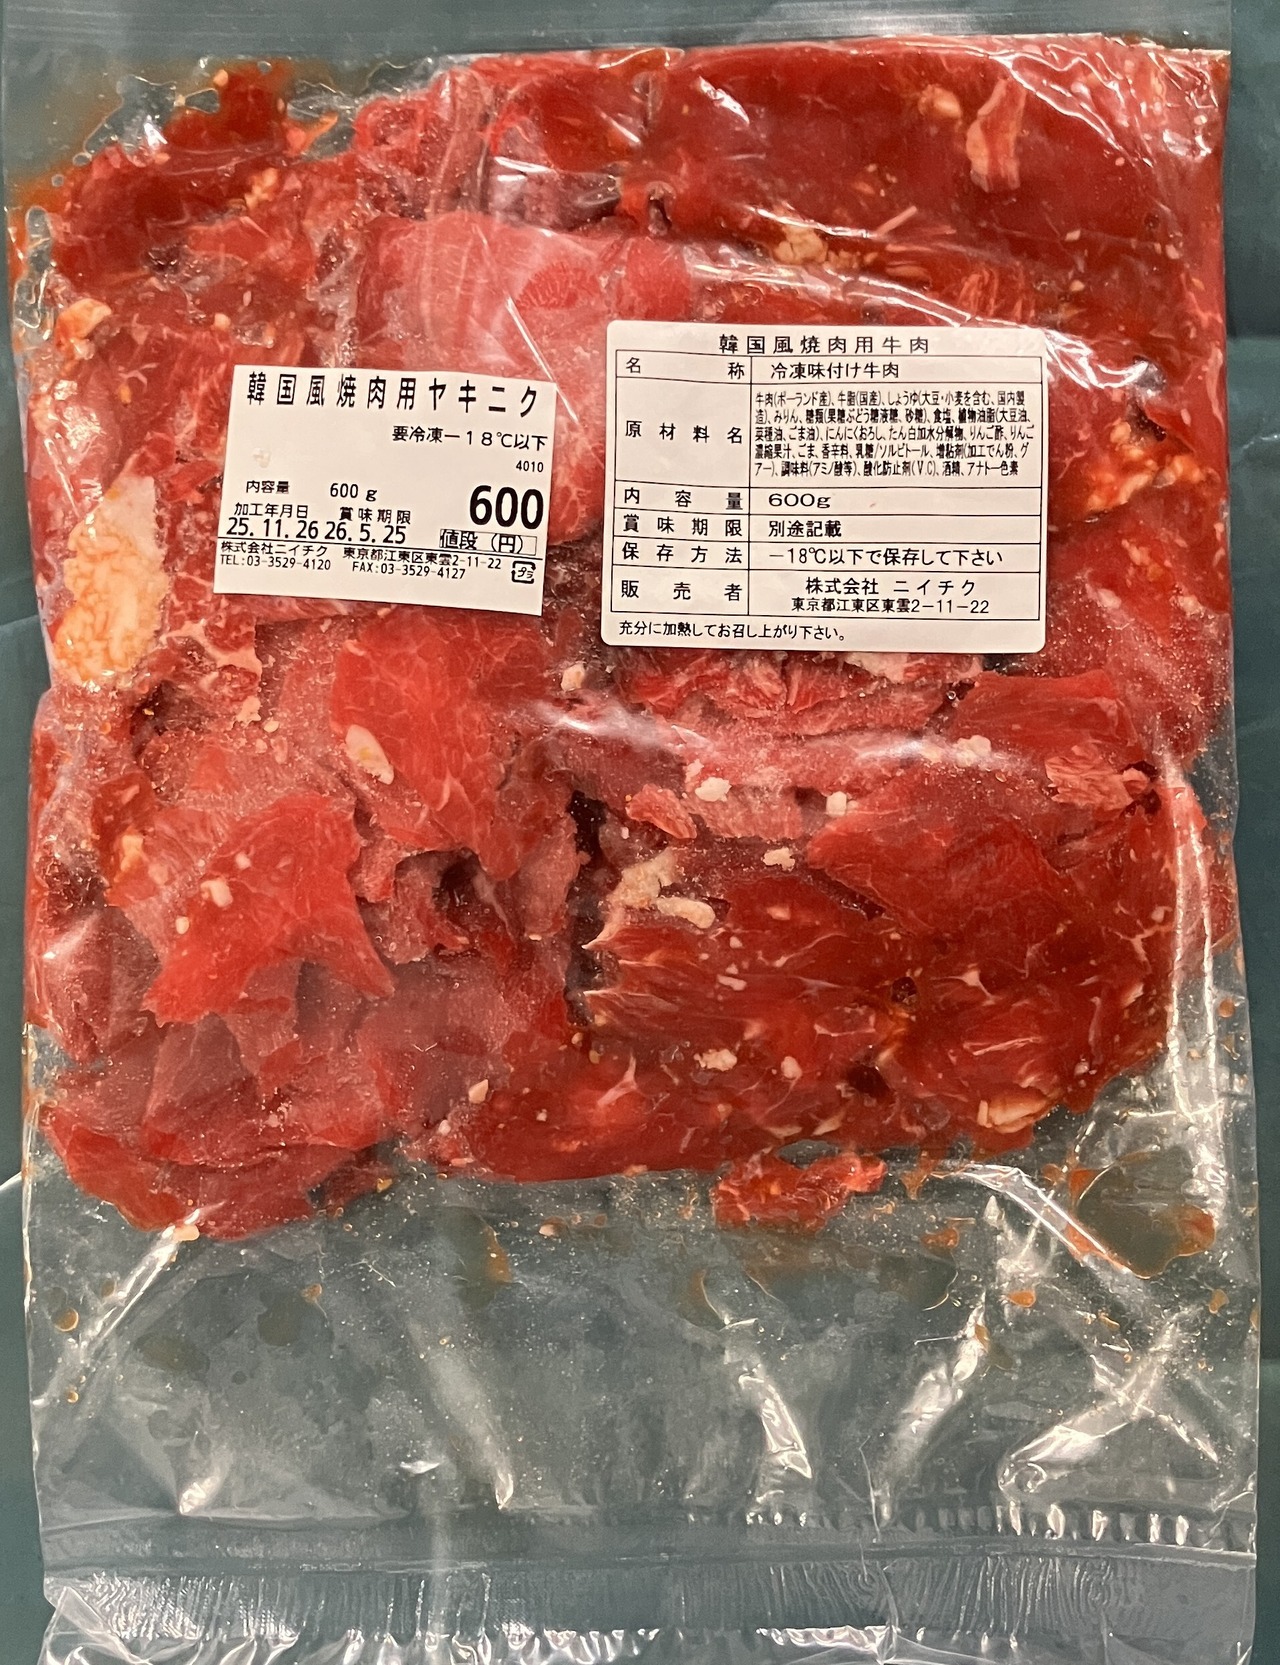 韓国風焼肉用ヤキニク
要冷凍－18℃以下
4010
内容量 600g
600
加工年月日 賞味期限
25.11.26 26.5.25
値段(円)
株式会社ニイチク 東京都江東区東雲2-11-22
TEL:03-3529-4120 FAX:03-3529-4127
プラ
韓国風焼肉用牛肉
名称 冷凍味付け牛肉
原材料名
牛肉(ポーランド産)、牛脂(国産)、しょうゆ(大豆・小麦を含む、国内製
造)、みりん、糖類(果糖ぶどう糖液糖、砂糖)、食塩、植物油脂(大豆油、
菜種油、ごま油)、にんにくおろし、たん白加水分解物、りんご酢、りんご
濃縮果汁、ごま、香辛料、乳糖/ソルビトール、増粘剤(加工でん粉、グ
アー)、調味料(アミノ酸等)、酸化防止剤(V.C)、酒精、アナトー色素
内容量 600g
賞味期限 別途記載
保存方法 －18℃以下で保存して下さい
販売者 株式会社 ニイチク
東京都江東区東雲2－11－22
充分に加熱してお召し上がり下さい。